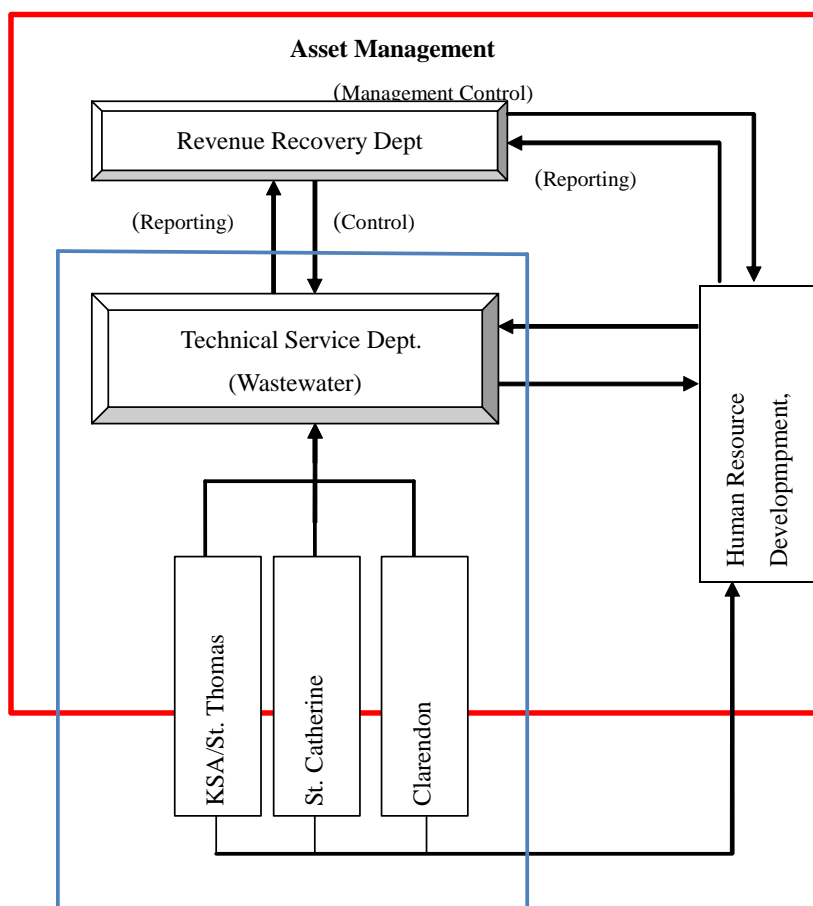 Asset Management
(Management Control)
Revenue Recovery Dept
(Reporting)
(Reporting)
(Control)
Technical Service Dept.
(Wastewater)
Human Resource
Developmpment,
KSA/St. Thomas
St. Catherine
Clarendon